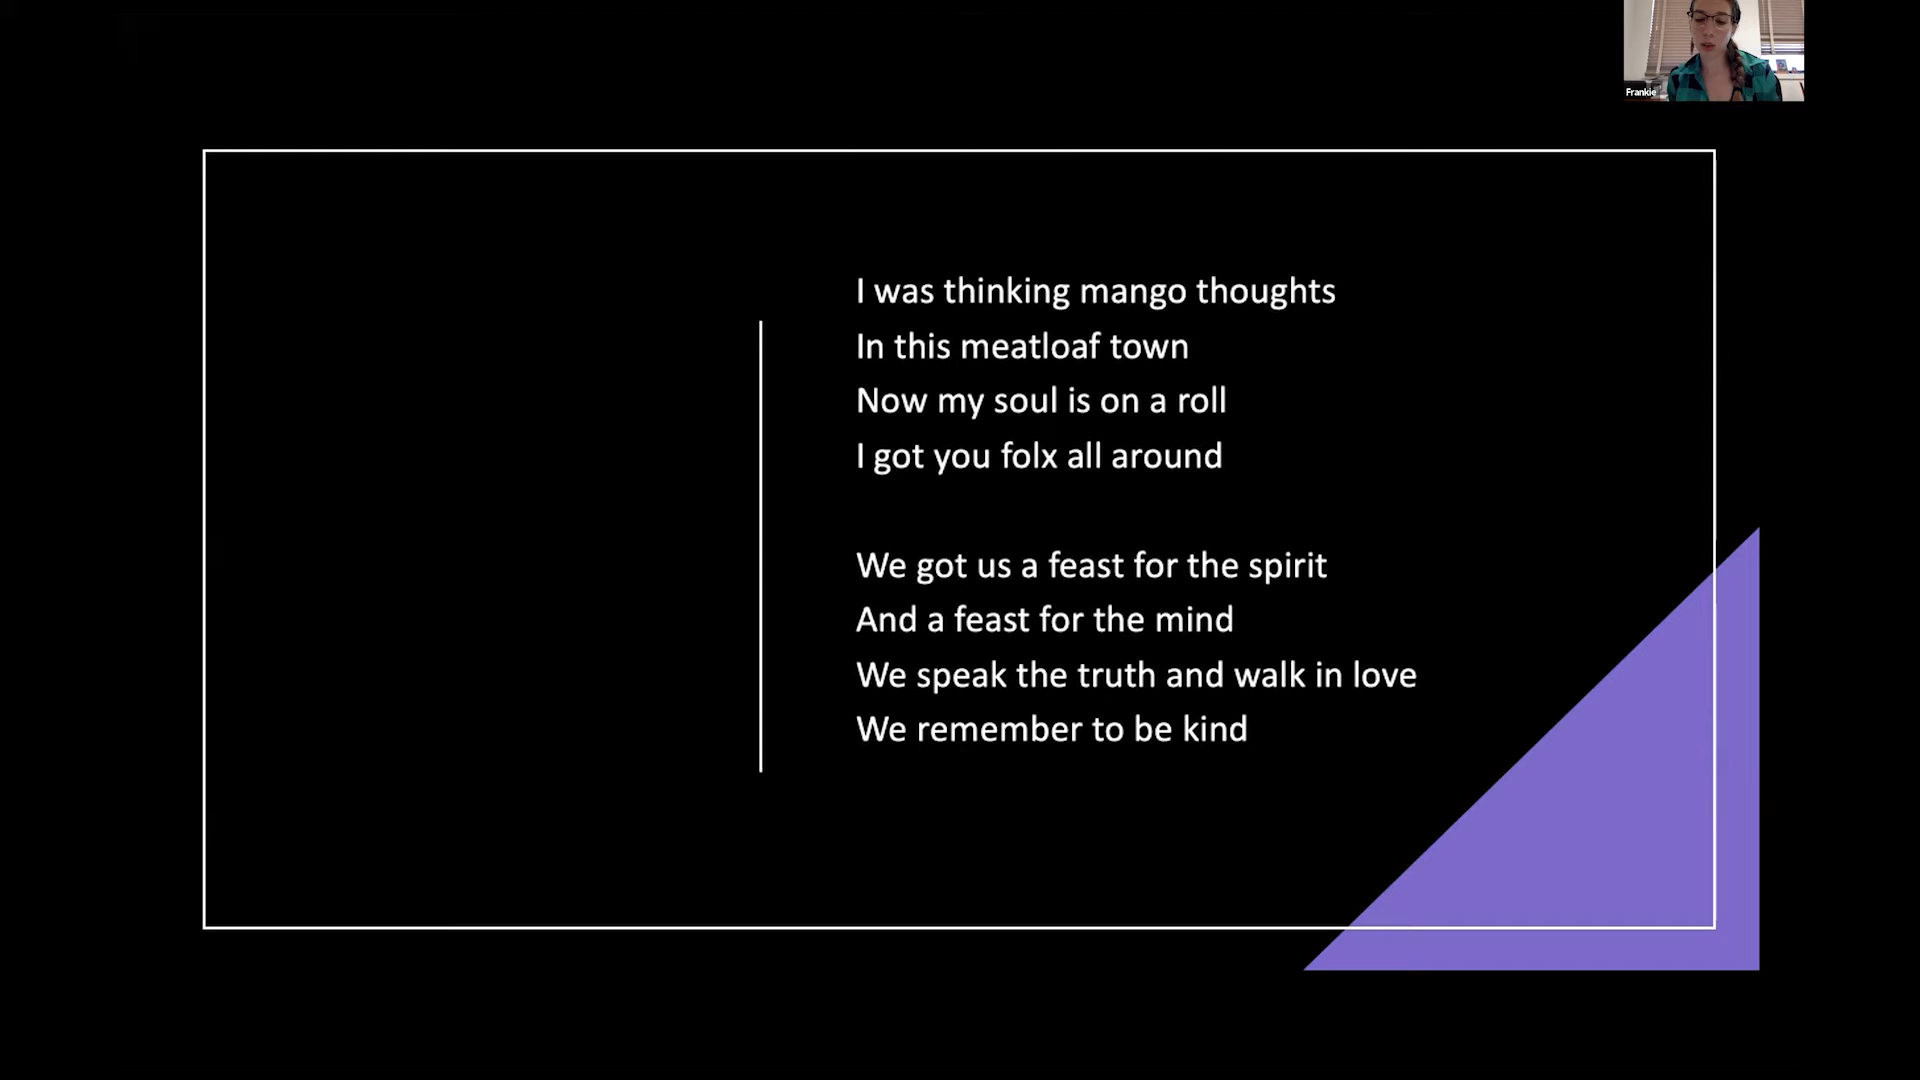 Frankie
I was thinking mango thoughts
In this meatloaf town
Now my soul is on a roll
I got you folx all around
We got us a feast for the spirit
And a feast for the mind
We speak the truth and walk in love
We remember to be kind